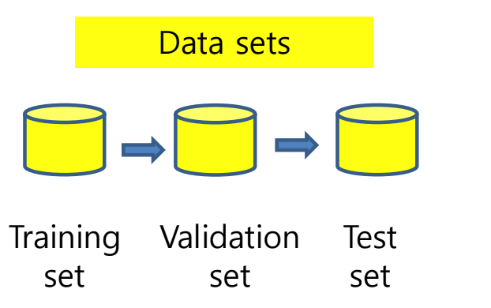 Data sets
Training set
Validation set
Test set